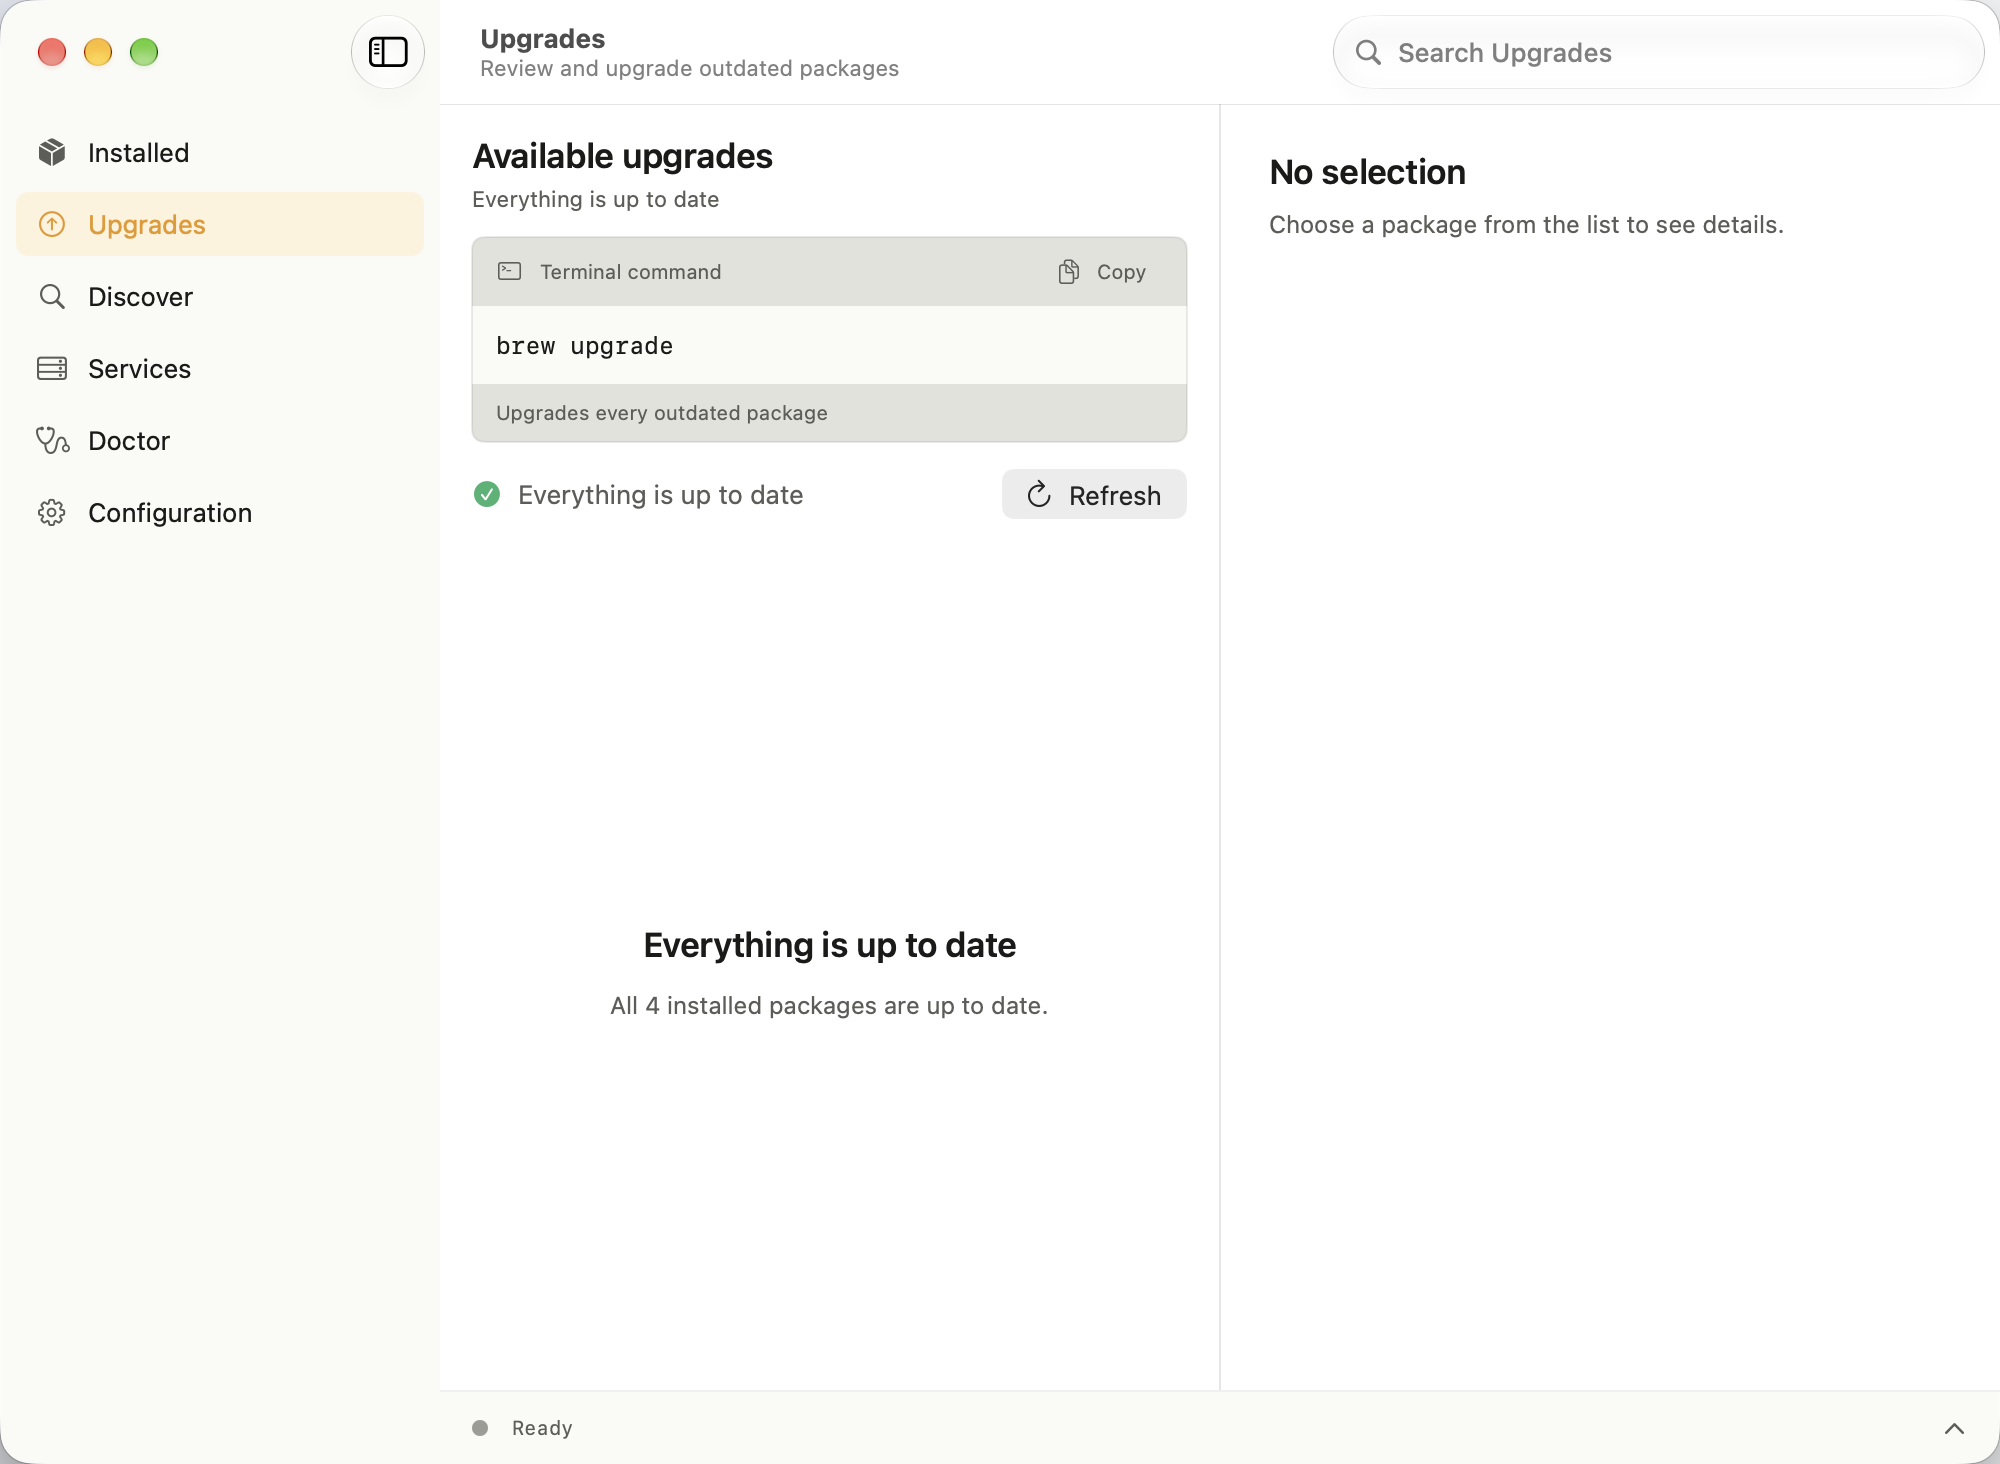 Upgrades
Review and upgrade outdated packages
Search Upgrades
Installed
Upgrades
Discover
Services
Doctor
Configuration
Available upgrades
Everything is up to date
Terminal command
Copy
brew upgrade
Upgrades every outdated package
Everything is up to date
Refresh
Everything is up to date
All 4 installed packages are up to date.
No selection
Choose a package from the list to see details.
Ready